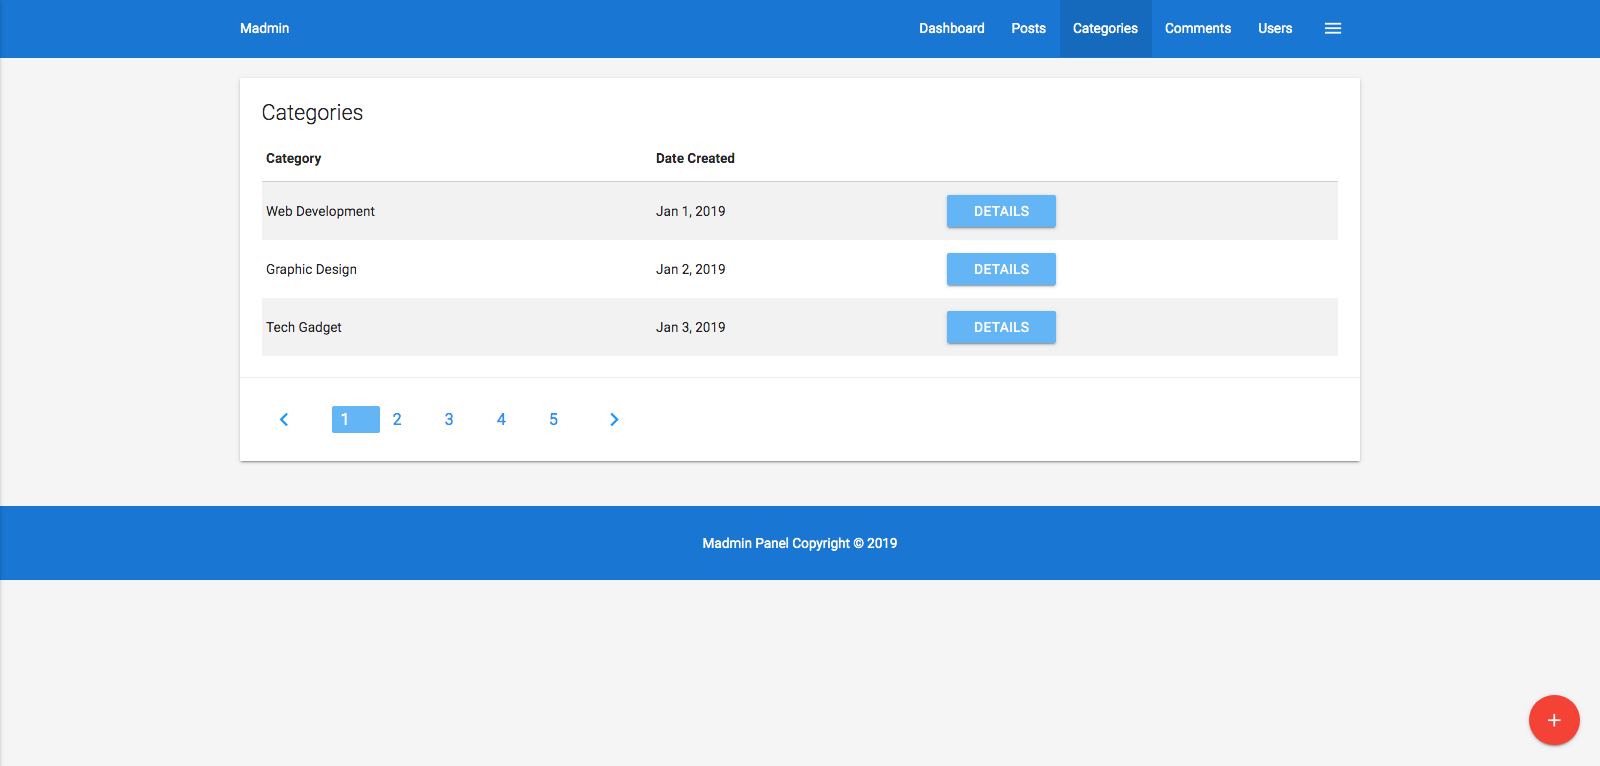 Madmin Dashboard Posts Categories Comments Users
Categories
Category Date Created
Web Development Jan 1, 2019 DETAILS
Graphic Design Jan 2, 2019 DETAILS
Tech Gadget Jan 3, 2019 DETAILS
1 2 3 4 5
Madmin Panel Copyright © 2019